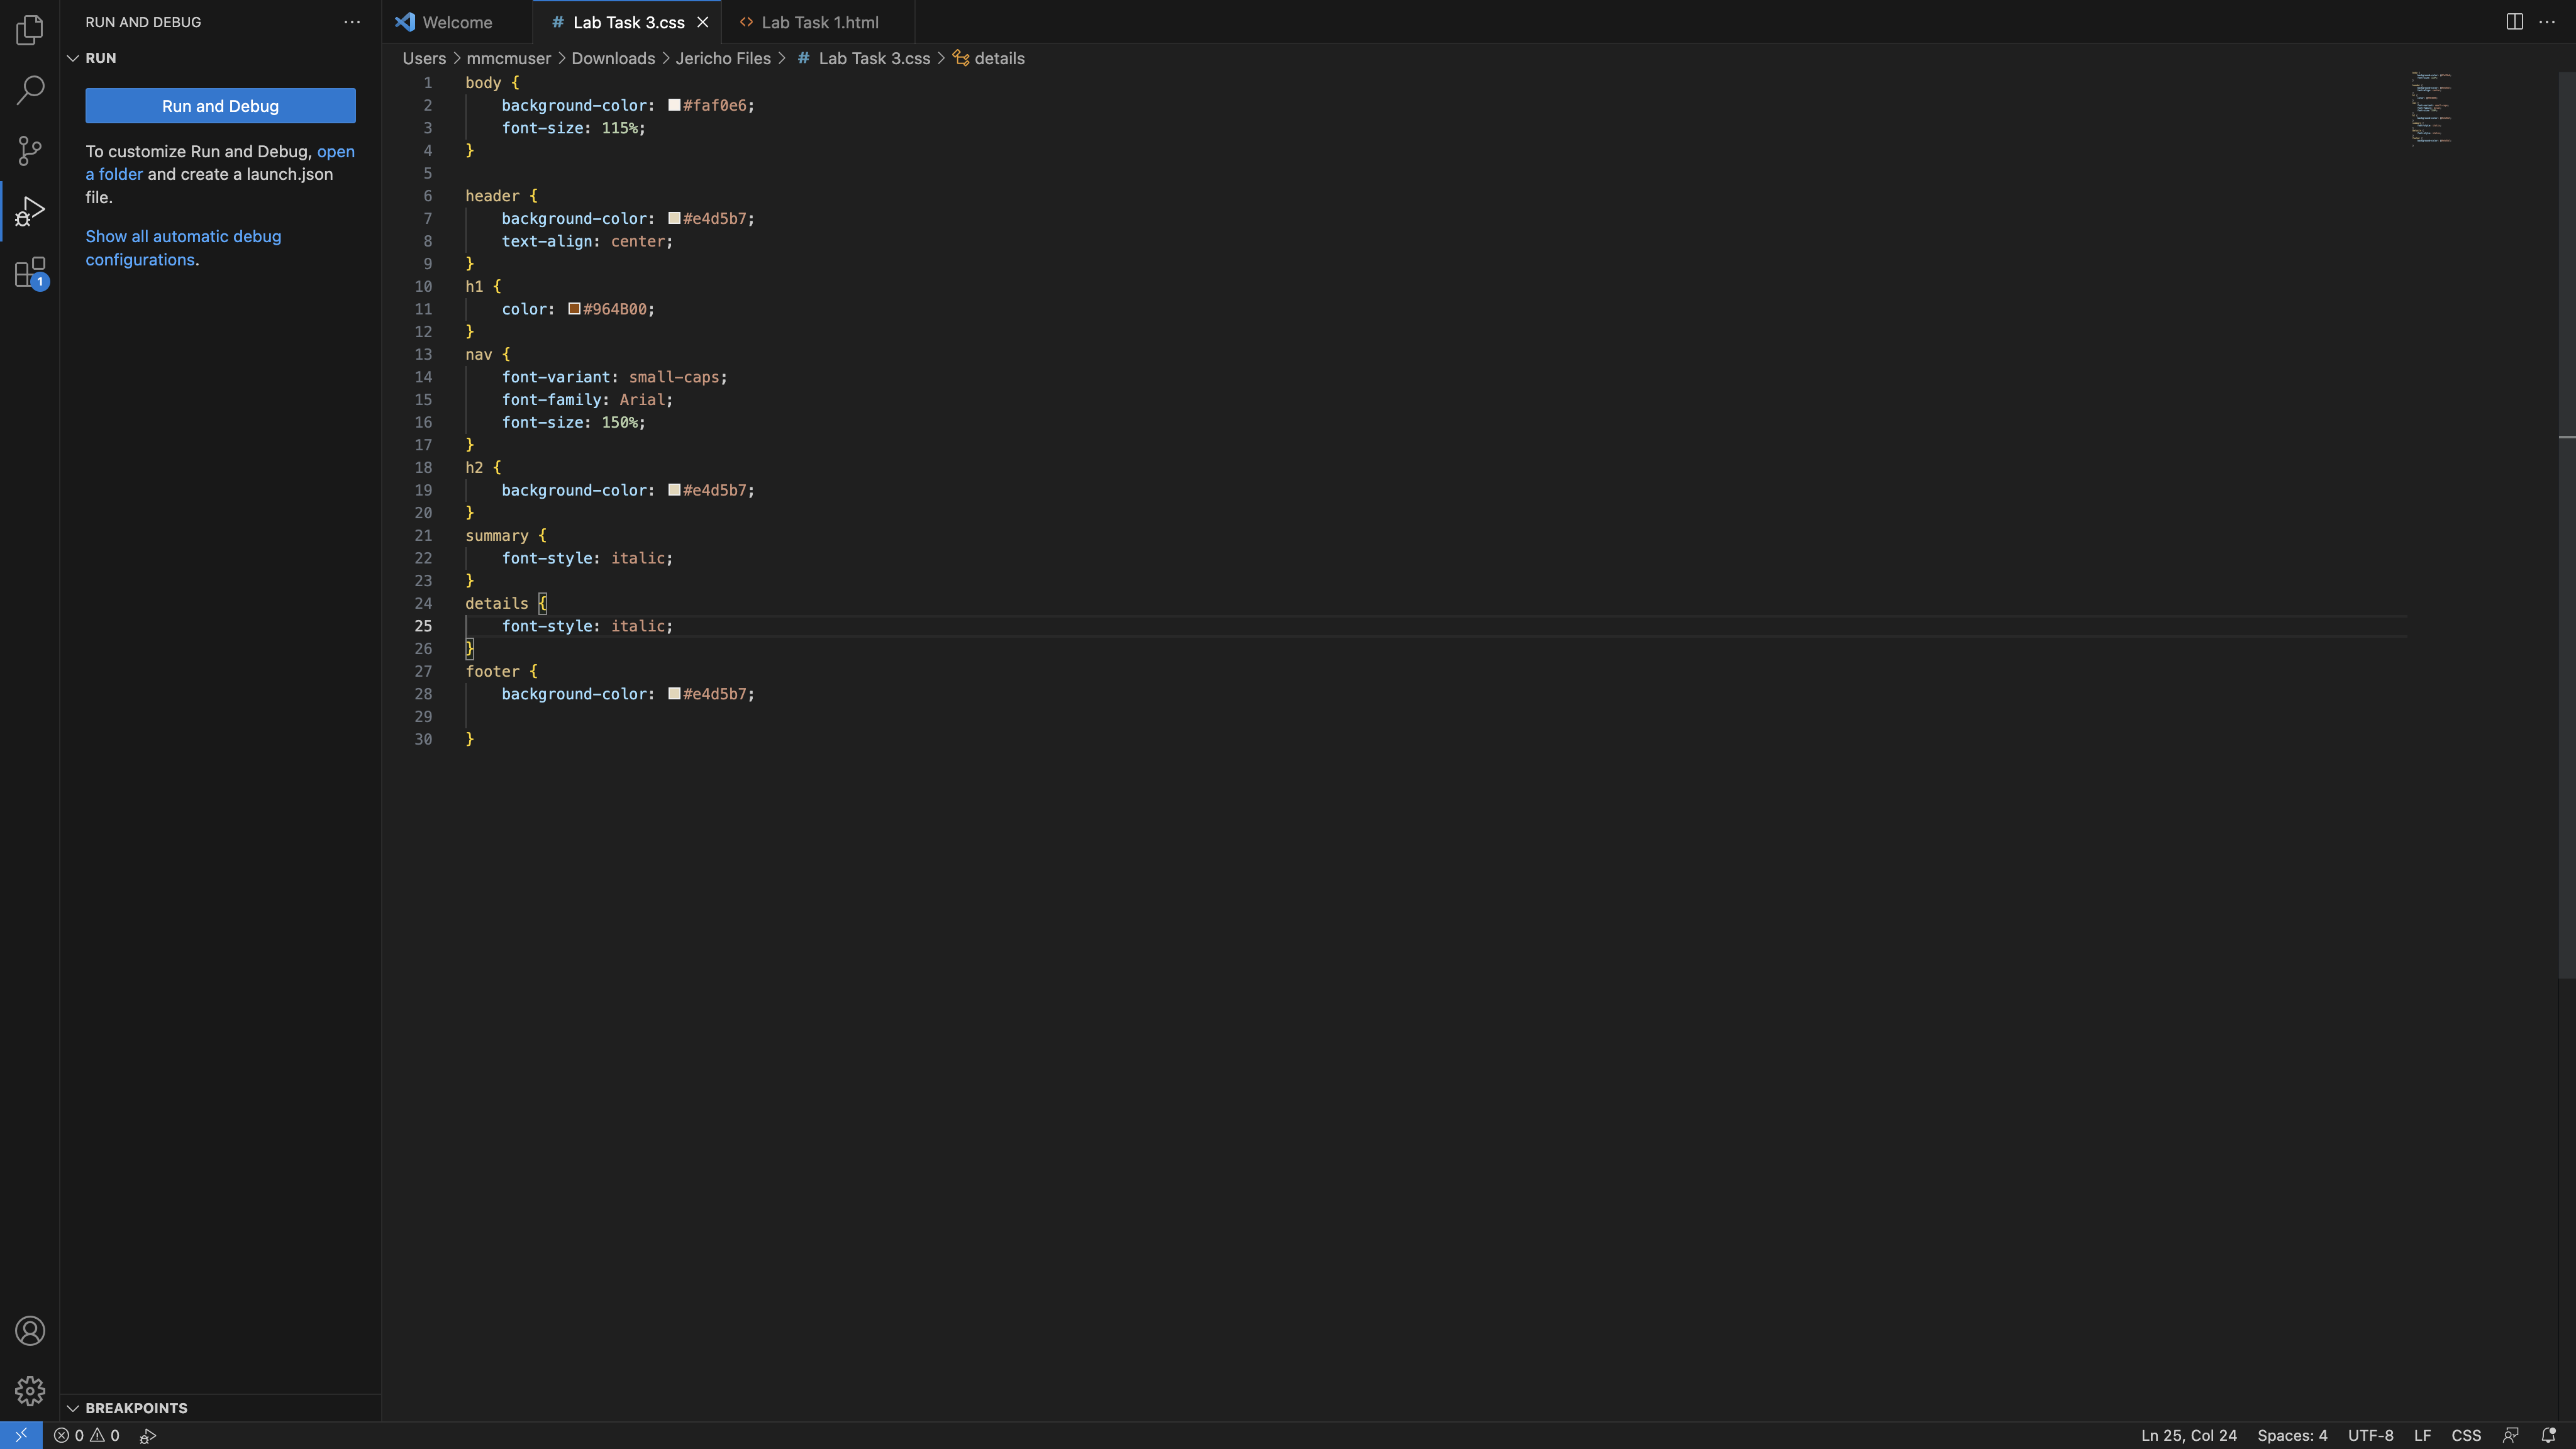 RUN AND DEBUG
RUN
Run and Debug
To customize Run and Debug, open
a folder and create a launch.json
file.
Show all automatic debug
configurations.
1
BREAKPOINTS
Welcome
# Lab Task 3.css
<> Lab Task 1.html
Users > mmcmuser > Downloads > Jericho Files > # Lab Task 3.css > details
1 body {
2 background-color: #faf0e6;
3 font-size: 115%;
4 }
5
6 header {
7 background-color: #e4d5b7;
8 text-align: center;
9 }
10 h1 {
11 color: #964B00;
12 }
13 nav {
14 font-variant: small-caps;
15 font-family: Arial;
16 font-size: 150%;
17 }
18 h2 {
19 background-color: #e4d5b7;
20 }
21 summary {
22 font-style: italic;
23 }
24 details {
25 font-style: italic;
26 }
27 footer {
28 background-color: #e4d5b7;
29
30 }
0 0
Ln 25, Col 24 Spaces: 4 UTF-8 LF CSS